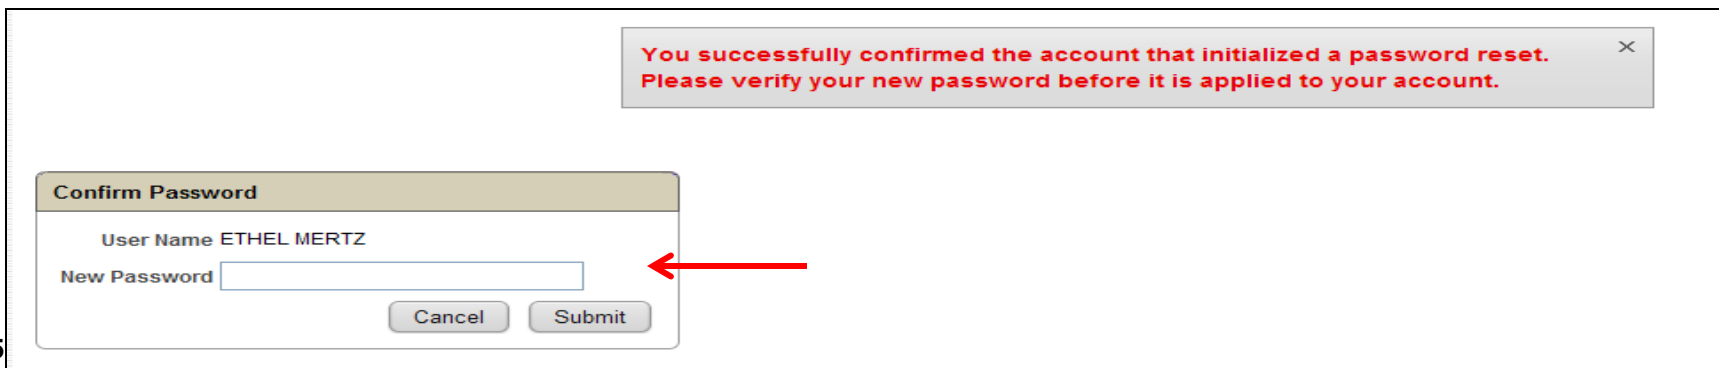 You successfully confirmed the account that initialized a password reset.
Please verify your new password before it is applied to your account.
Confirm Password
User Name ETHEL MERTZ
New Password
Cancel Submit